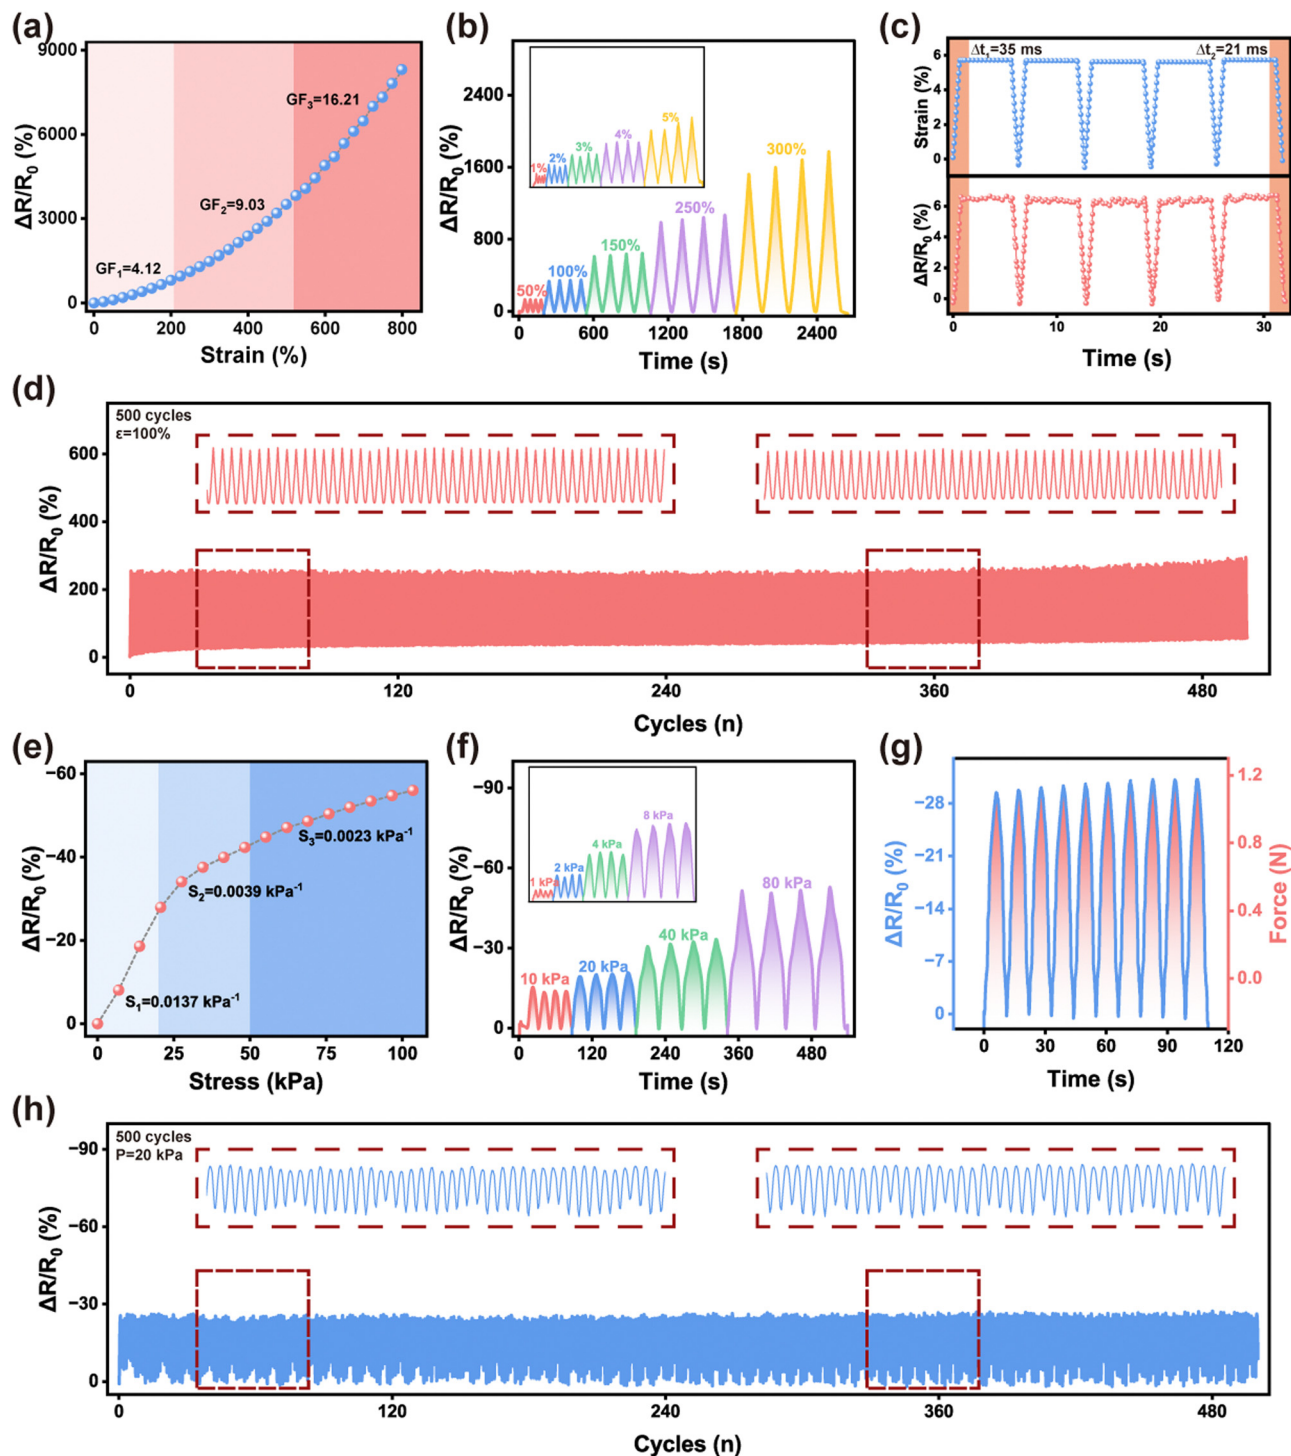 (a)
9000
6000
3000
0
ΔR/R₀ (%)
GF₁=4.12
GF₂=9.03
GF₃=16.21
0 200 400 600 800
Strain (%)
(b)
2400
1600
800
0
ΔR/R₀ (%)
1%
2%
3%
4%
5%
50%
100%
150%
250%
300%
0 600 1200 1800 2400
Time (s)
(c)
Δt₁=35 ms
Δt₂=21 ms
6
4
2
0
Strain (%)
6
4
2
0
ΔR/R₀ (%)
0 10 20 30
Time (s)
(d)
500 cycles
ε=100%
600
400
200
0
ΔR/R₀ (%)
0 120 240 360 480
Cycles (n)
(e)
−60
−40
−20
0
ΔR/R₀ (%)
S₁=0.0137 kPa⁻¹
S₂=0.0039 kPa⁻¹
S₃=0.0023 kPa⁻¹
0 25 50 75 100
Stress (kPa)
(f)
−90
−60
−30
0
ΔR/R₀ (%)
1 kPa
2 kPa
4 kPa
8 kPa
10 kPa
20 kPa
40 kPa
80 kPa
0 120 240 360 480
Time (s)
(g)
−28
−21
−14
−7
0
ΔR/R₀ (%)
1.2
0.8
0.4
0.0
Force (N)
0 30 60 90 120
Time (s)
(h)
500 cycles
P=20 kPa
−90
−60
−30
0
ΔR/R₀ (%)
0 120 240 360 480
Cycles (n)